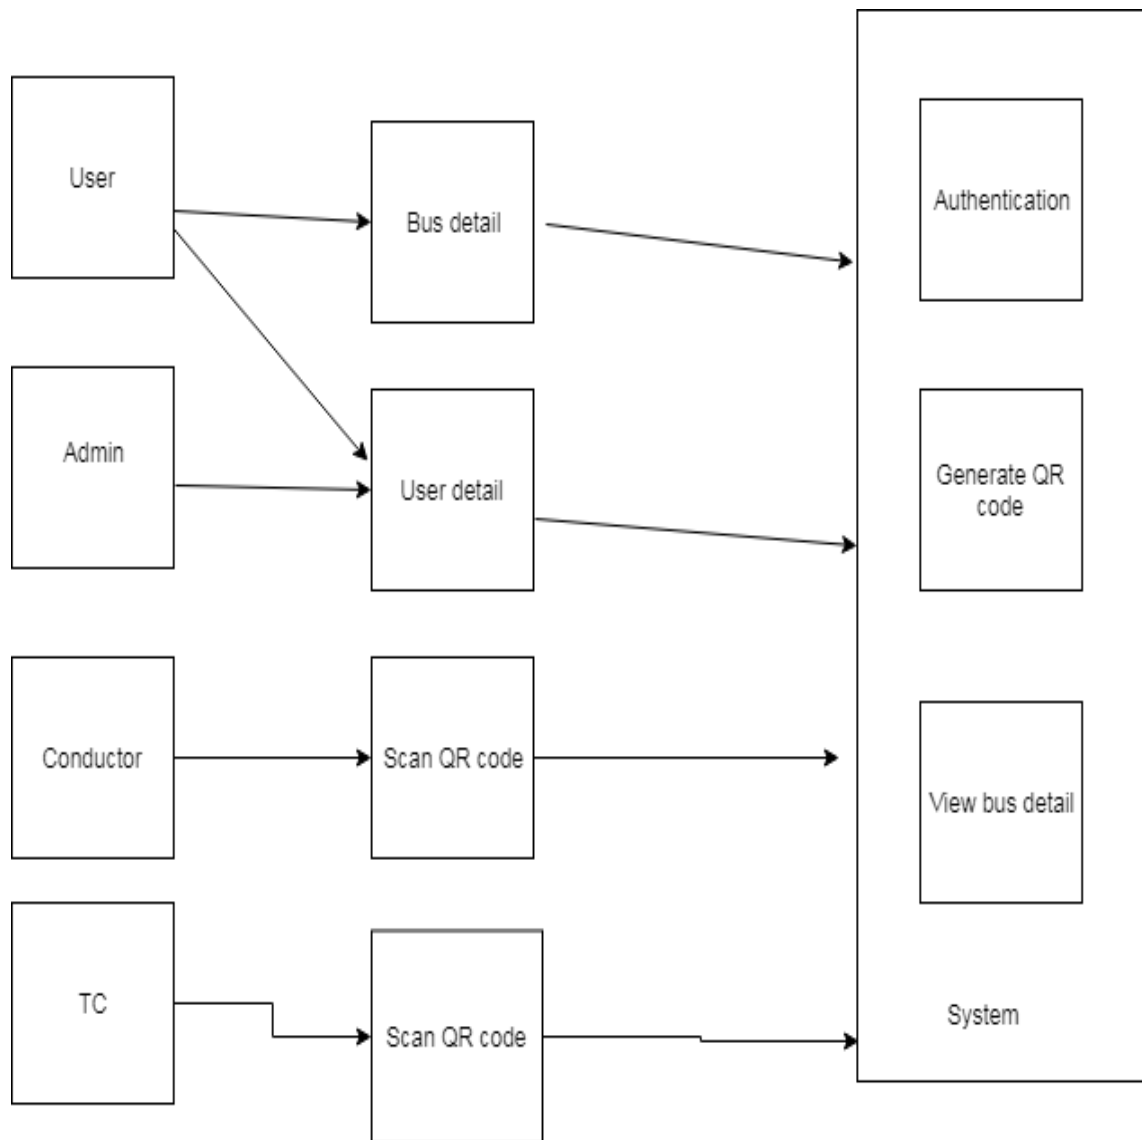 User
Bus detail
Authentication
Admin
User detail
Generate QR
code
Conductor
Scan QR code
View bus detail
TC
Scan QR code
System